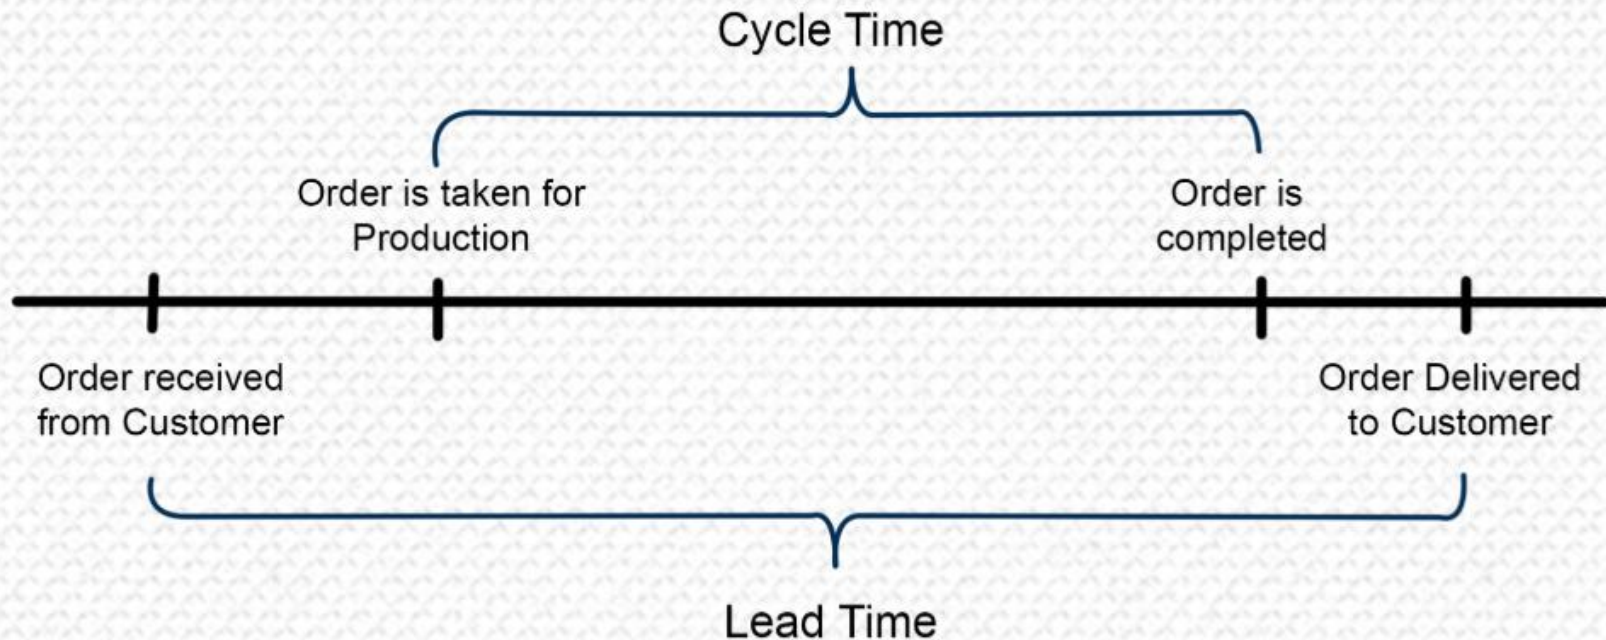 Cycle Time
Order is taken for
Production
Order is
completed
Order received
from Customer
Order Delivered
to Customer
Lead Time